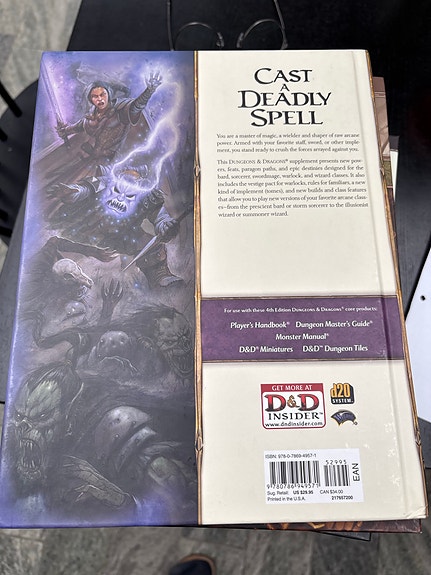 CAST
A
DEADLY
SPELL
You are a master of magic, a wielder and shaper of raw arcane
power. Armed with your favorite staff, sword, or other imple-
ment, you stand ready to crush the forces arrayed against you.
This DUNGEONS & DRAGONS® supplement presents new pow-
ers, feats, paragon paths, and epic destinies designed for the
bard, sorcerer, swordmage, warlock, and wizard classes. It also
includes the vestige pact for warlocks, rules for familiars, a new
kind of implement (tomes), and new builds and class features
that allow you to play new versions of your favorite arcane class-
es–from the prescient bard or storm sorcerer to the illusionist
wizard or summoner wizard.
For use with these 4th Edition DUNGEONS & DRAGONS® core products:
Player's Handbook® Dungeon Master's Guide®
Monster Manual®
D&D® Miniatures D&D™ Dungeon Tiles
GET MORE AT
D&D
INSIDER™
www.dndinsider.com
d20
SYSTEM
ISBN: 978-0-7869-4957-1
52995
9 780786 949571
EAN
Sug. Retail: US $29.95 CAN $34.00
Printed in the U.S.A. 217657200